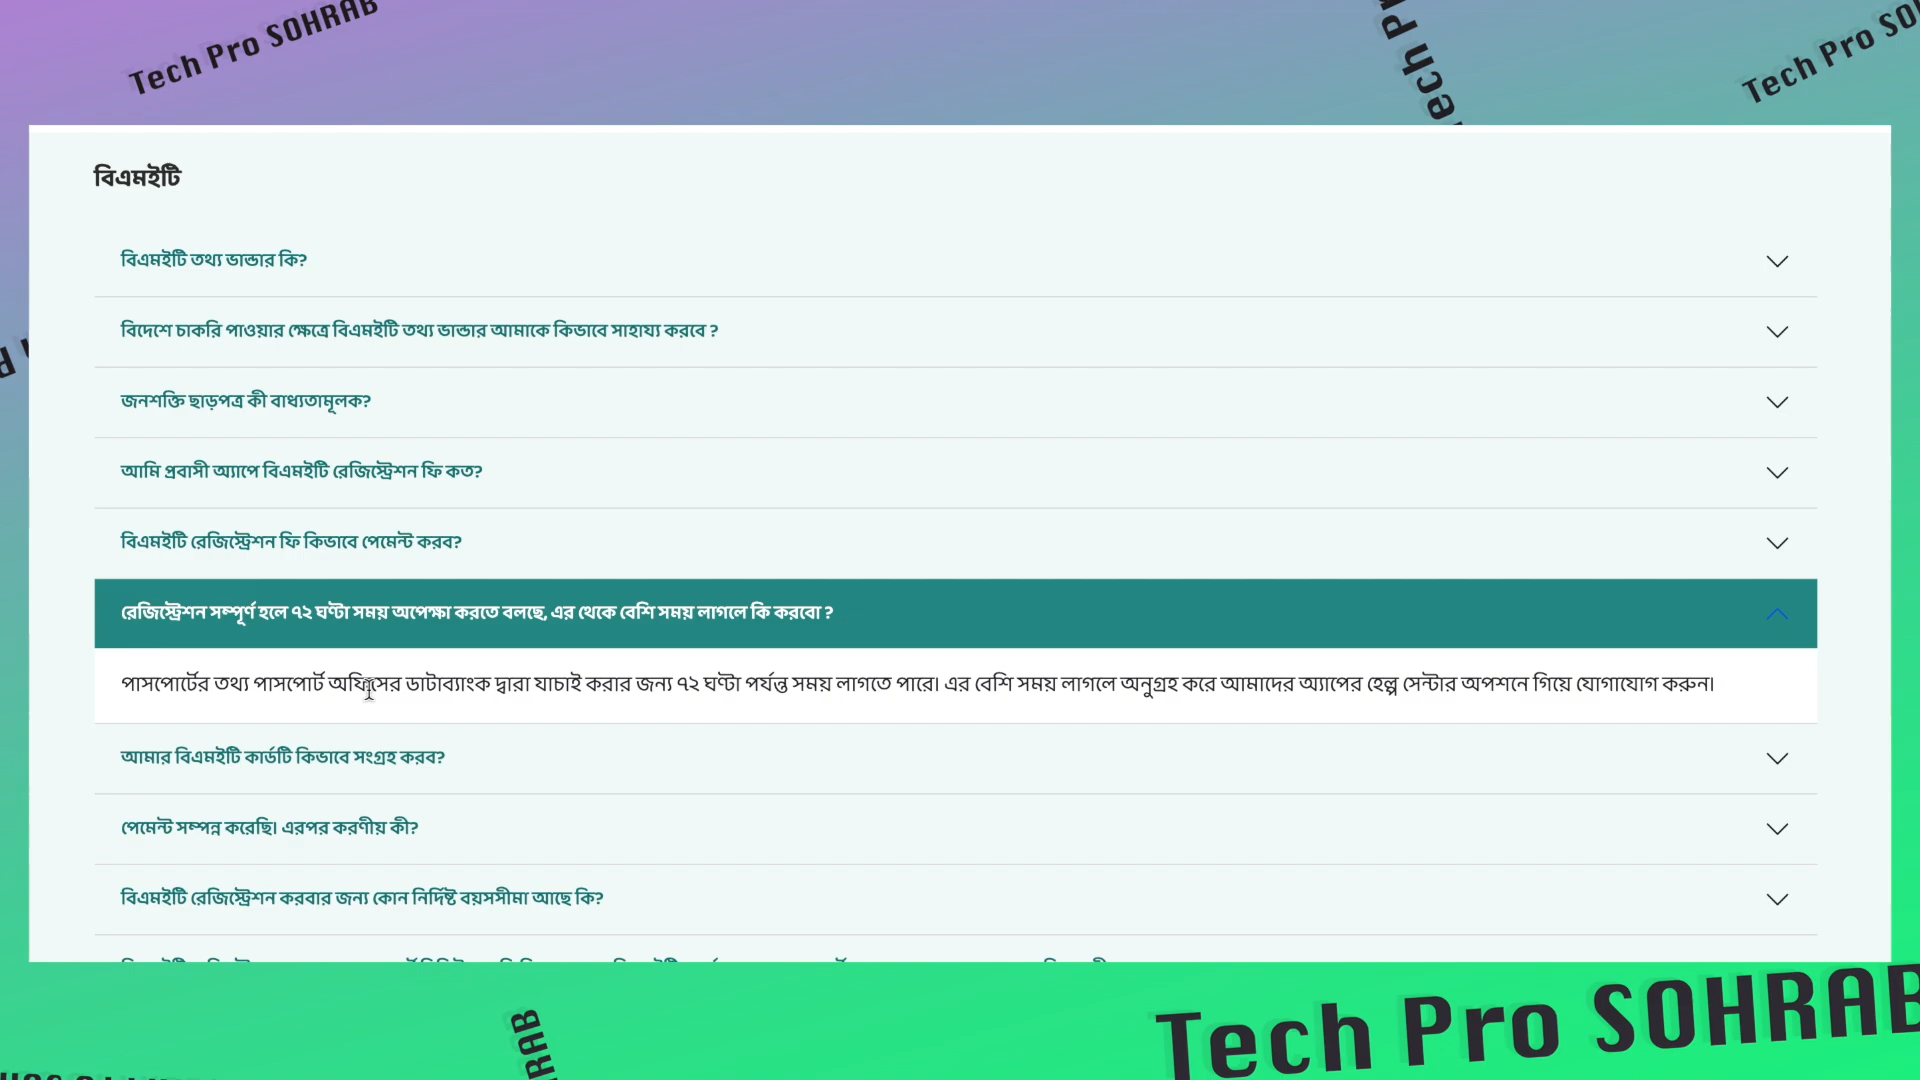 Tech Pro SOHRAB
Tech Pro
বিএমইটি
বিএমইটি তথ্য ভান্ডার কি?
বিদেশে চাকরি পাওয়ার ক্ষেত্রে বিএমইটি তথ্য ভান্ডার আমাকে কিভাবে সাহায্য করবে ?
জনশক্তি ছাড়পত্র কী বাধ্যতামূলক?
আমি প্রবাসী অ্যাপে বিএমইটি রেজিস্ট্রেশন ফি কত?
বিএমইটি রেজিস্ট্রেশন ফি কিভাবে পেমেন্ট করব?
রেজিস্ট্রেশন সম্পূর্ণ হলে ৭২ ঘণ্টা সময় অপেক্ষা করতে বলছে, এর থেকে বেশি সময় লাগলে কি করবো ?
পাসপোর্টের তথ্য পাসপোর্ট অফিসের ডাটাব্যাংক দ্বারা যাচাই করার জন্য ৭২ ঘণ্টা পর্যন্ত সময় লাগতে পারে। এর বেশি সময় লাগলে অনুগ্রহ করে আমাদের অ্যাপের হেল্প সেন্টার অপশনে গিয়ে যোগাযোগ করুন।
আমার বিএমইটি কার্ডটি কিভাবে সংগ্রহ করব?
পেমেন্ট সম্পন্ন করেছি। এরপর করণীয় কী?
বিএমইটি রেজিস্ট্রেশন করবার জন্য কোন নির্দিষ্ট বয়সসীমা আছে কি?
Tech Pro SOHRAB